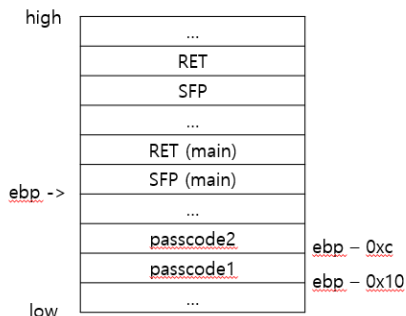 high
...
RET
SFP
...
RET (main)
SFP (main)
ebp ->
...
passcode2
ebp – 0xc
passcode1
ebp – 0x10
...
low